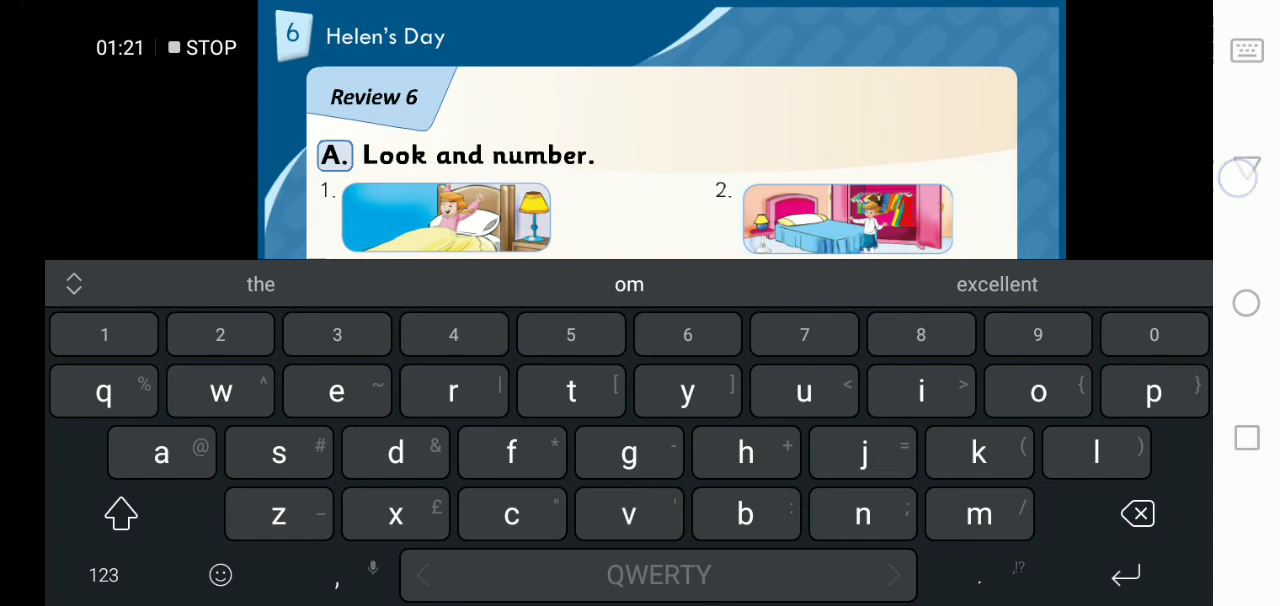 01:21 STOP
6 Helen's Day
Review 6
A. Look and number.
1. 2.
the om excellent
1 2 3 4 5 6 7 8 9 0
q % w ^ e ~ r | t [ y ] u < i > o { p }
a @ s # d & f * g - h + j = k ( l )
z _ x £ c " v ' b : n ; m /
123 , QWERTY . ,!?